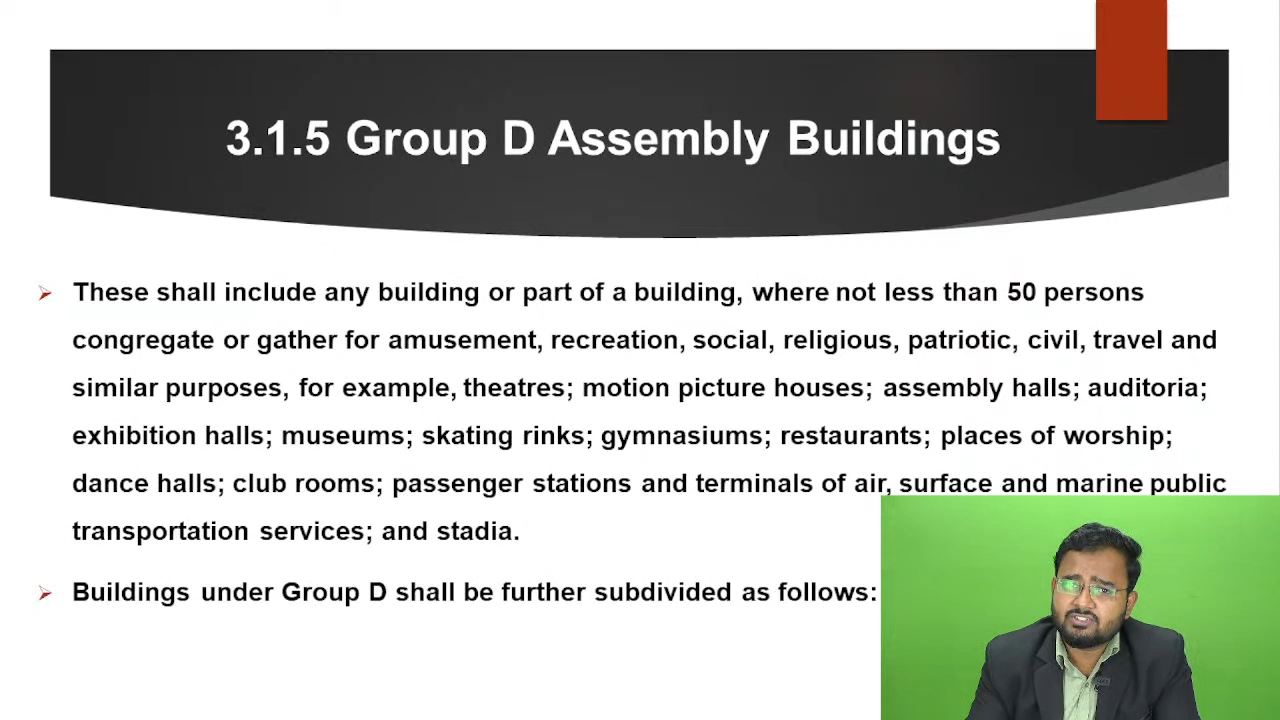 3.1.5 Group D Assembly Buildings
These shall include any building or part of a building, where not less than 50 persons
congregate or gather for amusement, recreation, social, religious, patriotic, civil, travel and
similar purposes, for example, theatres; motion picture houses; assembly halls; auditoria;
exhibition halls; museums; skating rinks; gymnasiums; restaurants; places of worship;
dance halls; club rooms; passenger stations and terminals of air, surface and marine public
transportation services; and stadia.
Buildings under Group D shall be further subdivided as follows: